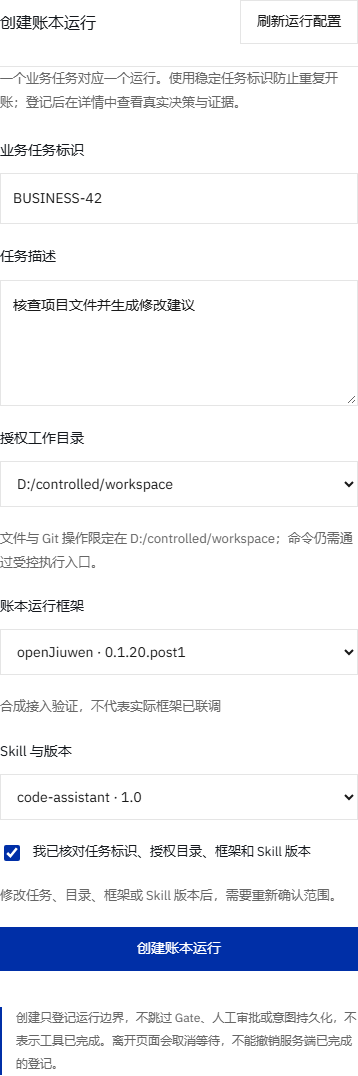 创建账本运行
刷新运行配置
一个业务任务对应一个运行。使用稳定任务标识防止重复开
账；登记后在详情中查看真实决策与证据。
业务任务标识
BUSINESS-42
任务描述
核查项目文件并生成修改建议
授权工作目录
D:/controlled/workspace
文件与 Git 操作限定在 D:/controlled/workspace；命令仍需通
过受控执行入口。
账本运行框架
openJiuwen · 0.1.20.post1
合成接入验证，不代表实际框架已联调
Skill 与版本
code-assistant · 1.0
我已核对任务标识、授权目录、框架和 Skill 版本
修改任务、目录、框架或 Skill 版本后，需要重新确认范围。
创建账本运行
创建只登记运行边界，不跳过 Gate、人工审批或意图持久化，不
表示工具已完成。离开页面会取消等待，不能撤销服务端已完成
的登记。